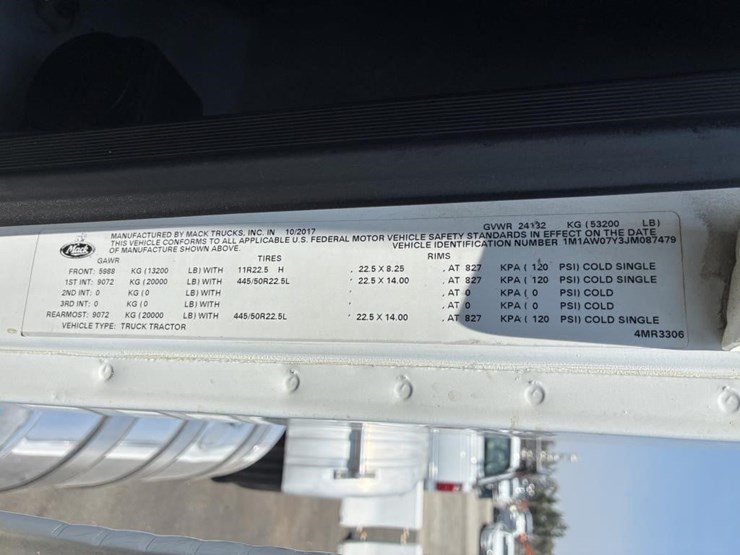 Mack
MANUFACTURED BY MACK TRUCKS, INC. IN 10/2017 GVWR 24132 KG (53200 LB)
THIS VEHICLE CONFORMS TO ALL APPLICABLE U.S. FEDERAL MOTOR VEHICLE SAFETY STANDARDS IN EFFECT ON THE DATE
OF MANUFACTURE SHOWN ABOVE. VEHICLE IDENTIFICATION NUMBER 1M1AW07Y3JM087479
GAWR TIRES RIMS
FRONT: 5988 KG (13200 LB) WITH 11R22.5 H , 22.5 X 8.25 , AT 827 KPA ( 120 PSI) COLD SINGLE
1ST INT: 9072 KG (20000 LB) WITH 445/50R22.5L , 22.5 X 14.00 , AT 827 KPA ( 120 PSI) COLD SINGLE
2ND INT: 0 KG (0 LB) WITH , , AT 0 KPA ( 0 PSI) COLD
3RD INT: 0 KG (0 LB) WITH , , AT 0 KPA ( 0 PSI) COLD
REARMOST: 9072 KG (20000 LB) WITH 445/50R22.5L , 22.5 X 14.00 , AT 827 KPA ( 120 PSI) COLD SINGLE
VEHICLE TYPE: TRUCK TRACTOR 4MR3306